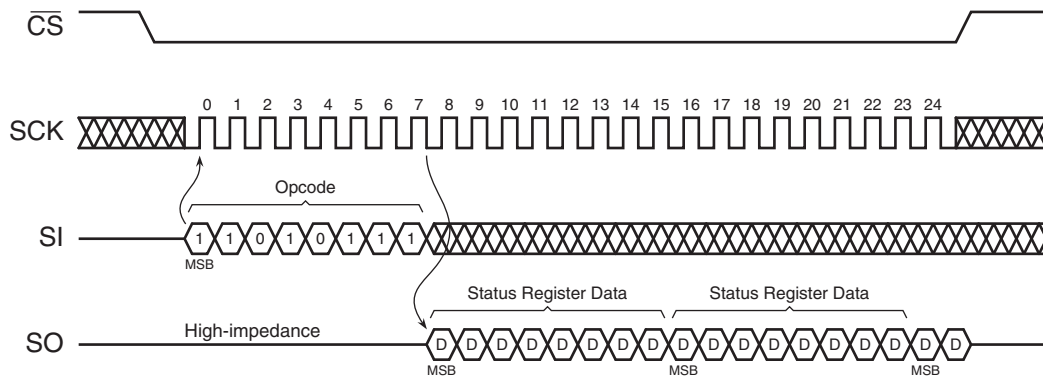 CS
0 1 2 3 4 5 6 7 8 9 10 11 12 13 14 15 16 17 18 19 20 21 22 23 24
SCK
Opcode
SI 1 1 0 1 0 1 1 1
MSB
Status Register Data Status Register Data
High-impedance
SO D D D D D D D D D D D D D D D D D D
MSB MSB MSB